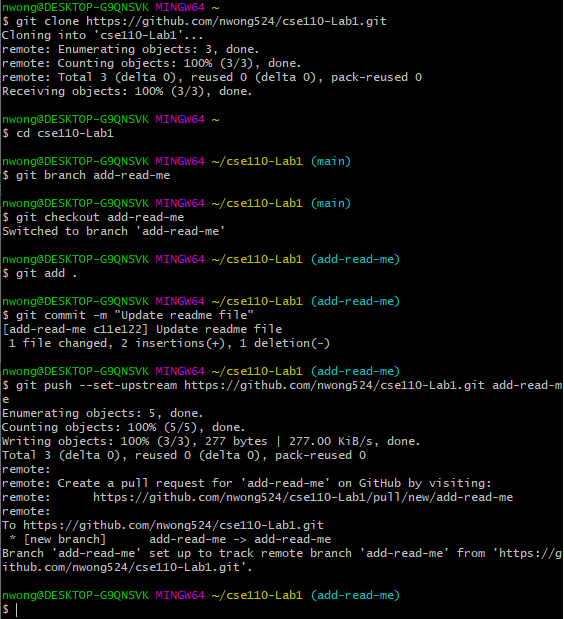 nwong@DESKTOP-G9QNSVK MINGW64 ~
$ git clone https://github.com/nwong524/cse110-Lab1.git
Cloning into 'cse110-Lab1'...
remote: Enumerating objects: 3, done.
remote: Counting objects: 100% (3/3), done.
remote: Total 3 (delta 0), reused 0 (delta 0), pack-reused 0
Receiving objects: 100% (3/3), done.
nwong@DESKTOP-G9QNSVK MINGW64 ~
$ cd cse110-Lab1
nwong@DESKTOP-G9QNSVK MINGW64 ~/cse110-Lab1 (main)
$ git branch add-read-me
nwong@DESKTOP-G9QNSVK MINGW64 ~/cse110-Lab1 (main)
$ git checkout add-read-me
Switched to branch 'add-read-me'
nwong@DESKTOP-G9QNSVK MINGW64 ~/cse110-Lab1 (add-read-me)
$ git add .
nwong@DESKTOP-G9QNSVK MINGW64 ~/cse110-Lab1 (add-read-me)
$ git commit -m "Update readme file"
[add-read-me c11e122] Update readme file
1 file changed, 2 insertions(+), 1 deletion(-)
nwong@DESKTOP-G9QNSVK MINGW64 ~/cse110-Lab1 (add-read-me)
$ git push --set-upstream https://github.com/nwong524/cse110-Lab1.git add-read-m
e
Enumerating objects: 5, done.
Counting objects: 100% (5/5), done.
Writing objects: 100% (3/3), 277 bytes | 277.00 KiB/s, done.
Total 3 (delta 0), reused 0 (delta 0), pack-reused 0
remote:
remote: Create a pull request for 'add-read-me' on GitHub by visiting:
remote:      https://github.com/nwong524/cse110-Lab1/pull/new/add-read-me
remote:
To https://github.com/nwong524/cse110-Lab1.git
* [new branch]      add-read-me -> add-read-me
Branch 'add-read-me' set up to track remote branch 'add-read-me' from 'https://g
ithub.com/nwong524/cse110-Lab1.git'.
nwong@DESKTOP-G9QNSVK MINGW64 ~/cse110-Lab1 (add-read-me)
$